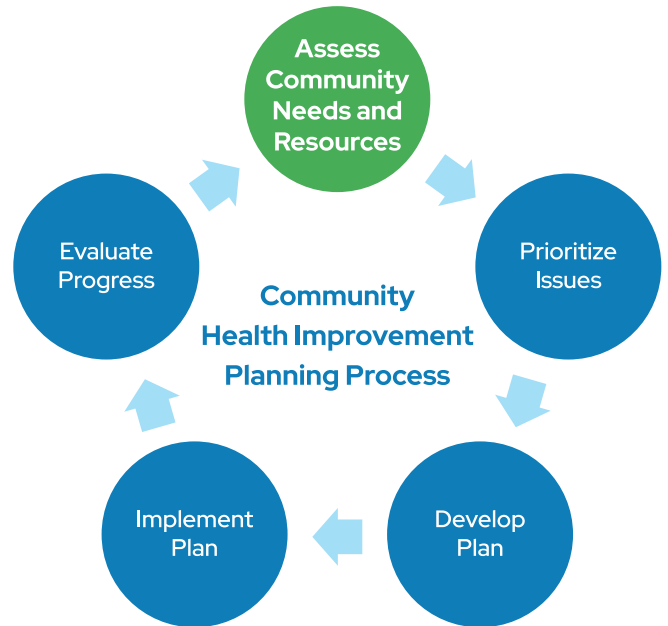 Assess
Community
Needs and
Resources
Prioritize
Issues
Develop
Plan
Implement
Plan
Evaluate
Progress
Community
Health Improvement
Planning Process